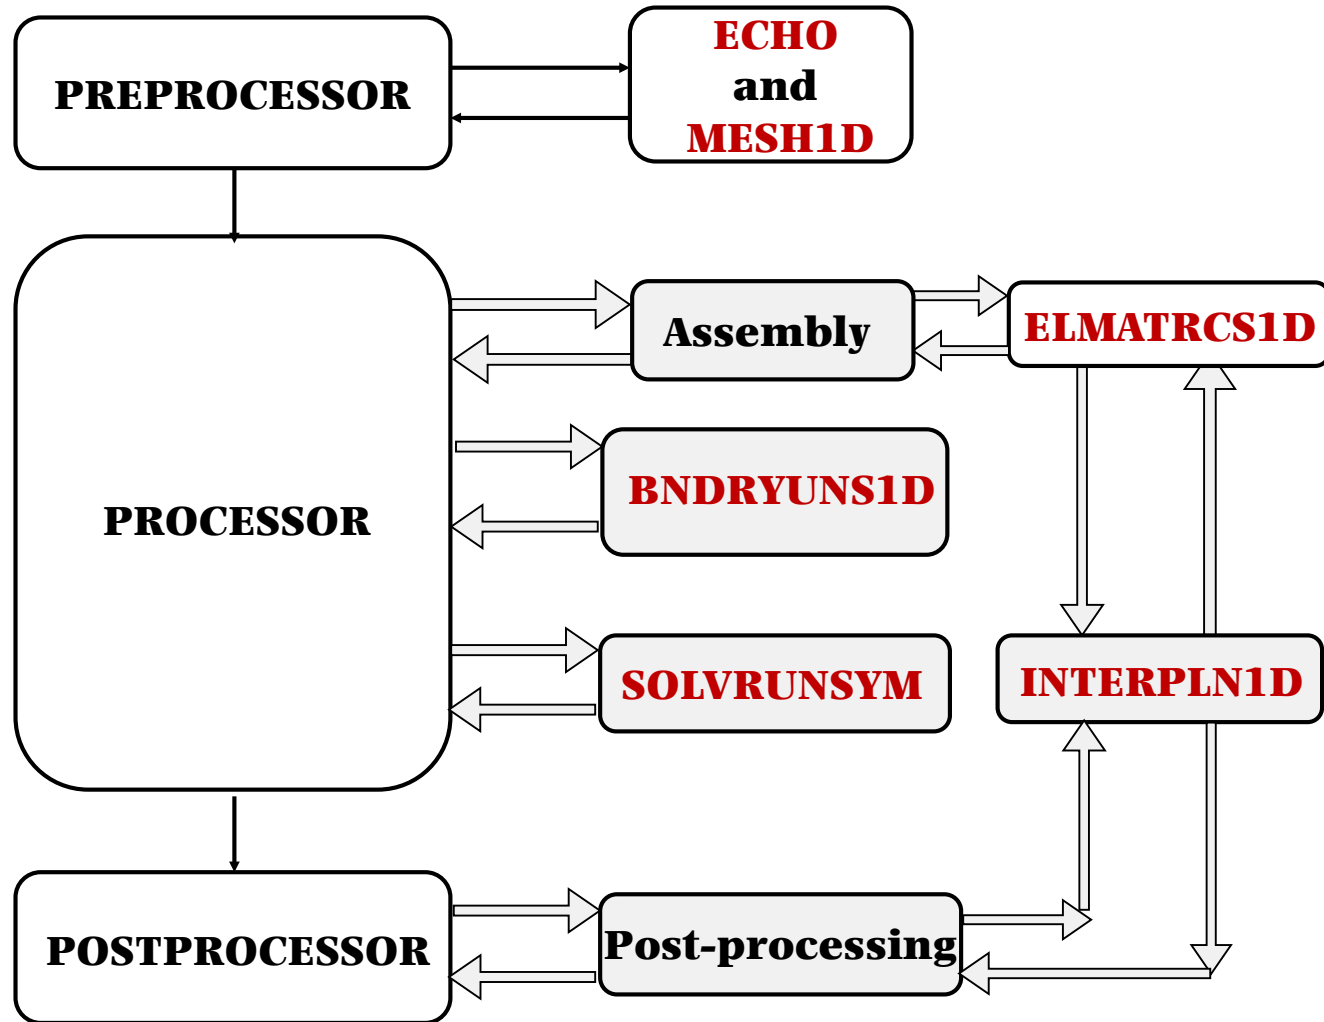 PREPROCESSOR
ECHO
and
MESH1D
Assembly
ELMATRCS1D
BNDRYUNS1D
PROCESSOR
SOLVRUNSYM
INTERPLN1D
POSTPROCESSOR
Post-processing